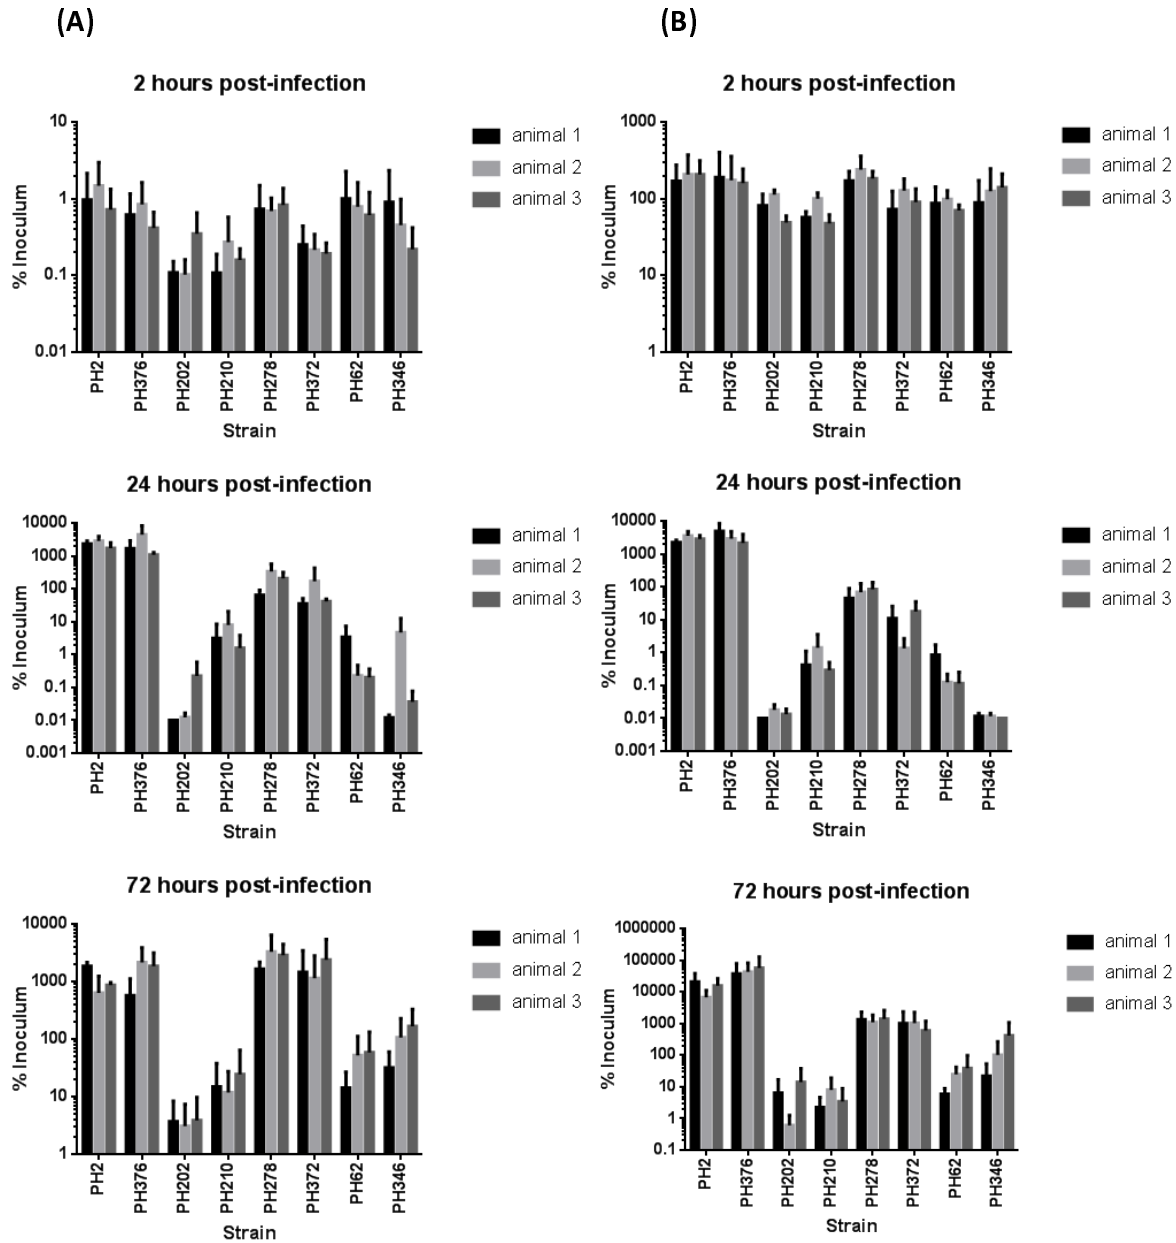 (A)
(B)
2 hours post-infection
% Inoculum
10
1
0.1
0.01
PH2
PH376
PH202
PH210
PH278
PH372
PH62
PH346
Strain
animal 1
animal 2
animal 3
2 hours post-infection
% Inoculum
1000
100
10
1
PH2
PH376
PH202
PH210
PH278
PH372
PH62
PH346
Strain
animal 1
animal 2
animal 3
24 hours post-infection
% Inoculum
10000
1000
100
10
1
0.1
0.01
0.001
PH2
PH376
PH202
PH210
PH278
PH372
PH62
PH346
Strain
animal 1
animal 2
animal 3
24 hours post-infection
% Inoculum
10000
1000
100
10
1
0.1
0.01
0.001
PH2
PH376
PH202
PH210
PH278
PH372
PH62
PH346
Strain
animal 1
animal 2
animal 3
72 hours post-infection
% Inoculum
10000
1000
100
10
1
PH2
PH376
PH202
PH210
PH278
PH372
PH62
PH346
Strain
animal 1
animal 2
animal 3
72 hours post-infection
% Inoculum
1000000
100000
10000
1000
100
10
1
0.1
PH2
PH376
PH202
PH210
PH278
PH372
PH62
PH346
Strain
animal 1
animal 2
animal 3